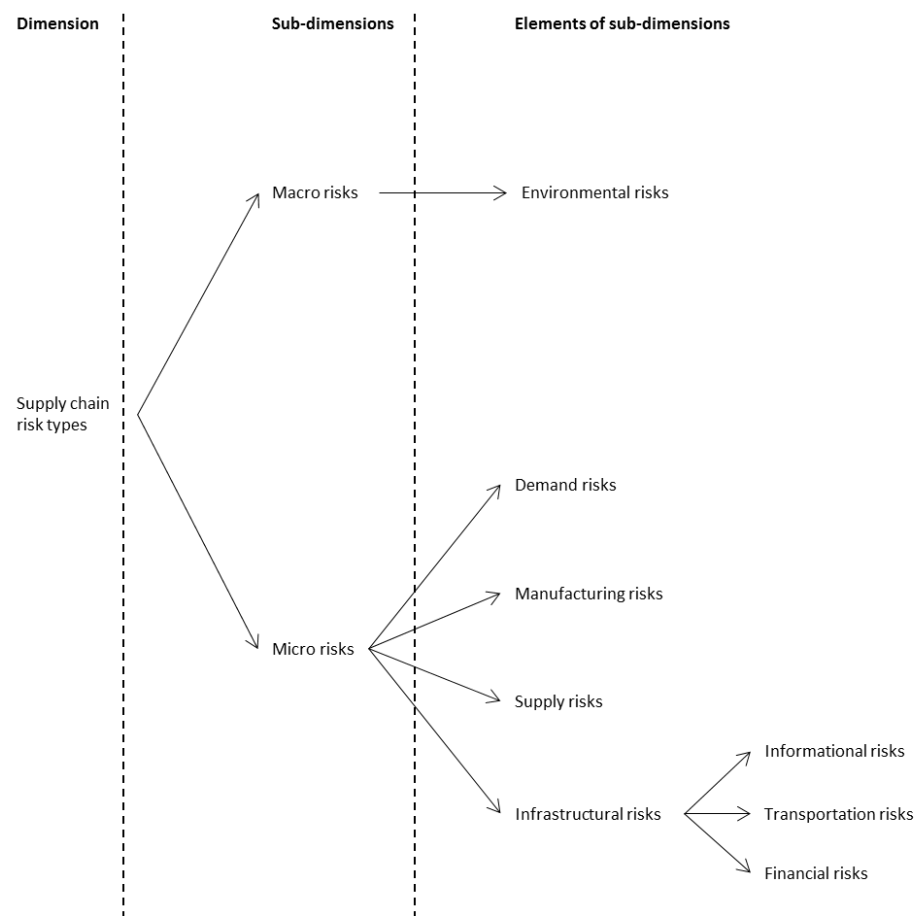 Dimension
Sub-dimensions
Elements of sub-dimensions
Macro risks
Environmental risks
Supply chain
risk types
Demand risks
Manufacturing risks
Micro risks
Supply risks
Informational risks
Infrastructural risks
Transportation risks
Financial risks